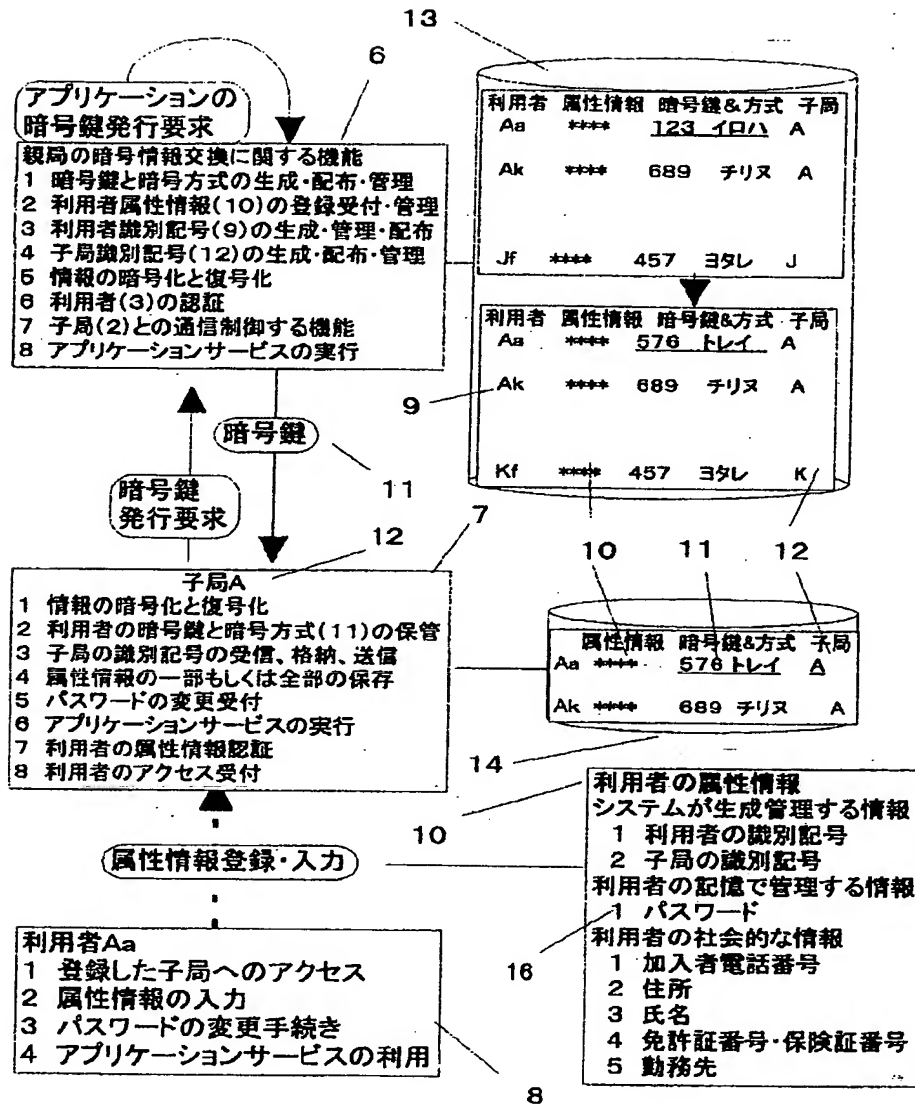 13
6
アプリケーションの
暗号鍵発行要求
親局の暗号情報交換に関する機能
1 暗号鍵と暗号方式の生成・配布・管理
2 利用者属性情報(10)の登録受付・管理
3 利用者識別記号(9)の生成・管理・配布
4 子局識別記号(12)の生成・配布・管理
5 情報の暗号化と復号化
6 利用者(3)の認証
7 子局(2)との通信制御する機能
8 アプリケーションサービスの実行
利用者 属性情報 暗号鍵&方式 子局
Aa **** 123 イロハ A
Ak **** 689 チリヌ A
Jf **** 457 ヨタレ J
利用者 属性情報 暗号鍵&方式 子局
Aa **** 576 トレイ A
Ak **** 689 チリヌ A
Kf **** 457 ヨタレ K
9
暗号鍵
11
暗号鍵
発行要求
12
7
10 11 12
子局A
1 情報の暗号化と復号化
2 利用者の暗号鍵と暗号方式(11)の保管
3 子局の識別記号の受信、格納、送信
4 属性情報の一部もしくは全部の保存
5 パスワードの変更受付
6 アプリケーションサービスの実行
7 利用者の属性情報認証
8 利用者のアクセス受付
属性情報 暗号鍵&方式 子局
Aa **** 576 トレイ A
Ak **** 689 チリヌ A
14
10
属性情報登録・入力
利用者の属性情報
システムが生成管理する情報
1 利用者の識別記号
2 子局の識別記号
利用者の記憶で管理する情報
1 パスワード
利用者の社会的な情報
1 加入者電話番号
2 住所
3 氏名
4 免許証番号・保険証番号
5 勤務先
16
利用者Aa
1 登録した子局へのアクセス
2 属性情報の入力
3 パスワードの変更手続き
4 アプリケーションサービスの利用
8